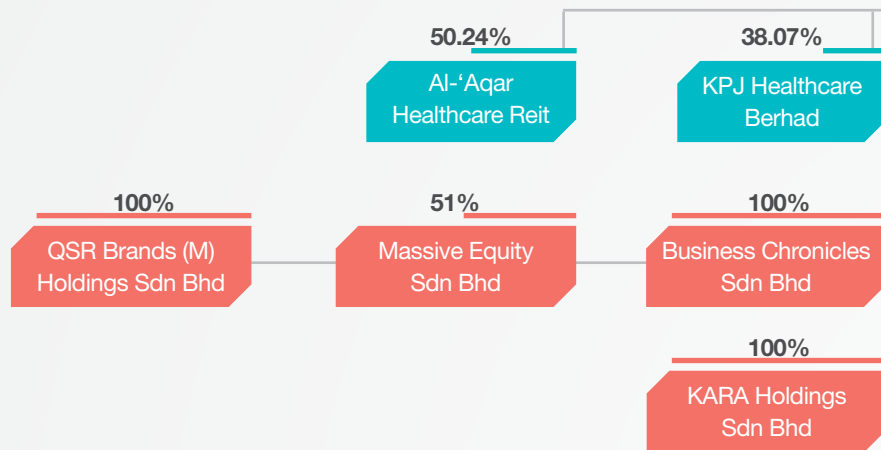 50.24%
Al-‘Aqar
Healthcare Reit
38.07%
KPJ Healthcare
Berhad
100%
QSR Brands (M)
Holdings Sdn Bhd
51%
Massive Equity
Sdn Bhd
100%
Business Chronicles
Sdn Bhd
100%
KARA Holdings
Sdn Bhd